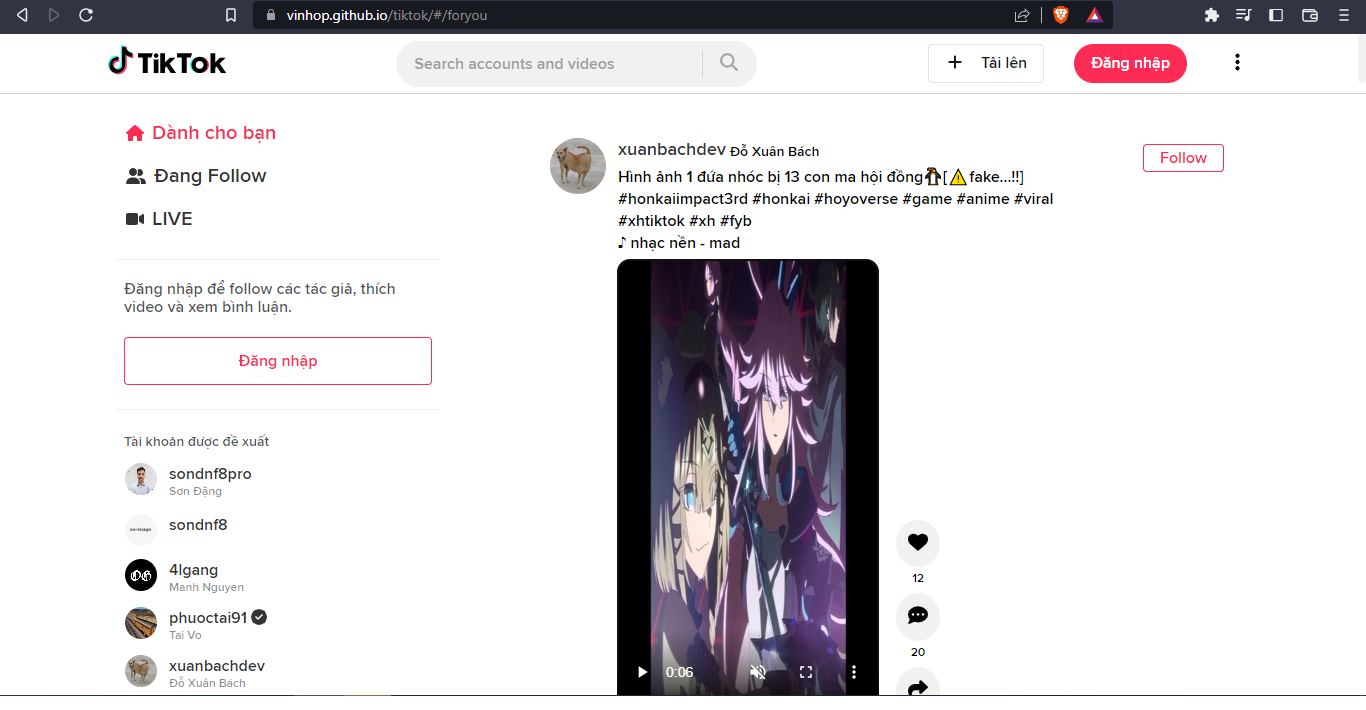 vinhop.github.io/tiktok/#/foryou
TikTok
Search accounts and videos
Tải lên
Đăng nhập
Dành cho bạn
Đang Follow
LIVE
Đăng nhập để follow các tác giả, thích
video và xem bình luận.
Đăng nhập
Tài khoản được đề xuất
sondnf8pro
Sơn Đặng
no-image
sondnf8
4lgang
Manh Nguyen
phuoctai91
Tai Vo
xuanbachdev
Đỗ Xuân Bách
xuanbachdev Đỗ Xuân Bách
Follow
Hình ảnh 1 đứa nhóc bị 13 con ma hội đồng[⚠fake...!!]
#honkaiimpact3rd #honkai #hoyoverse #game #anime #viral
#xhtiktok #xh #fyb
♪ nhạc nền - mad
0:06
12
20